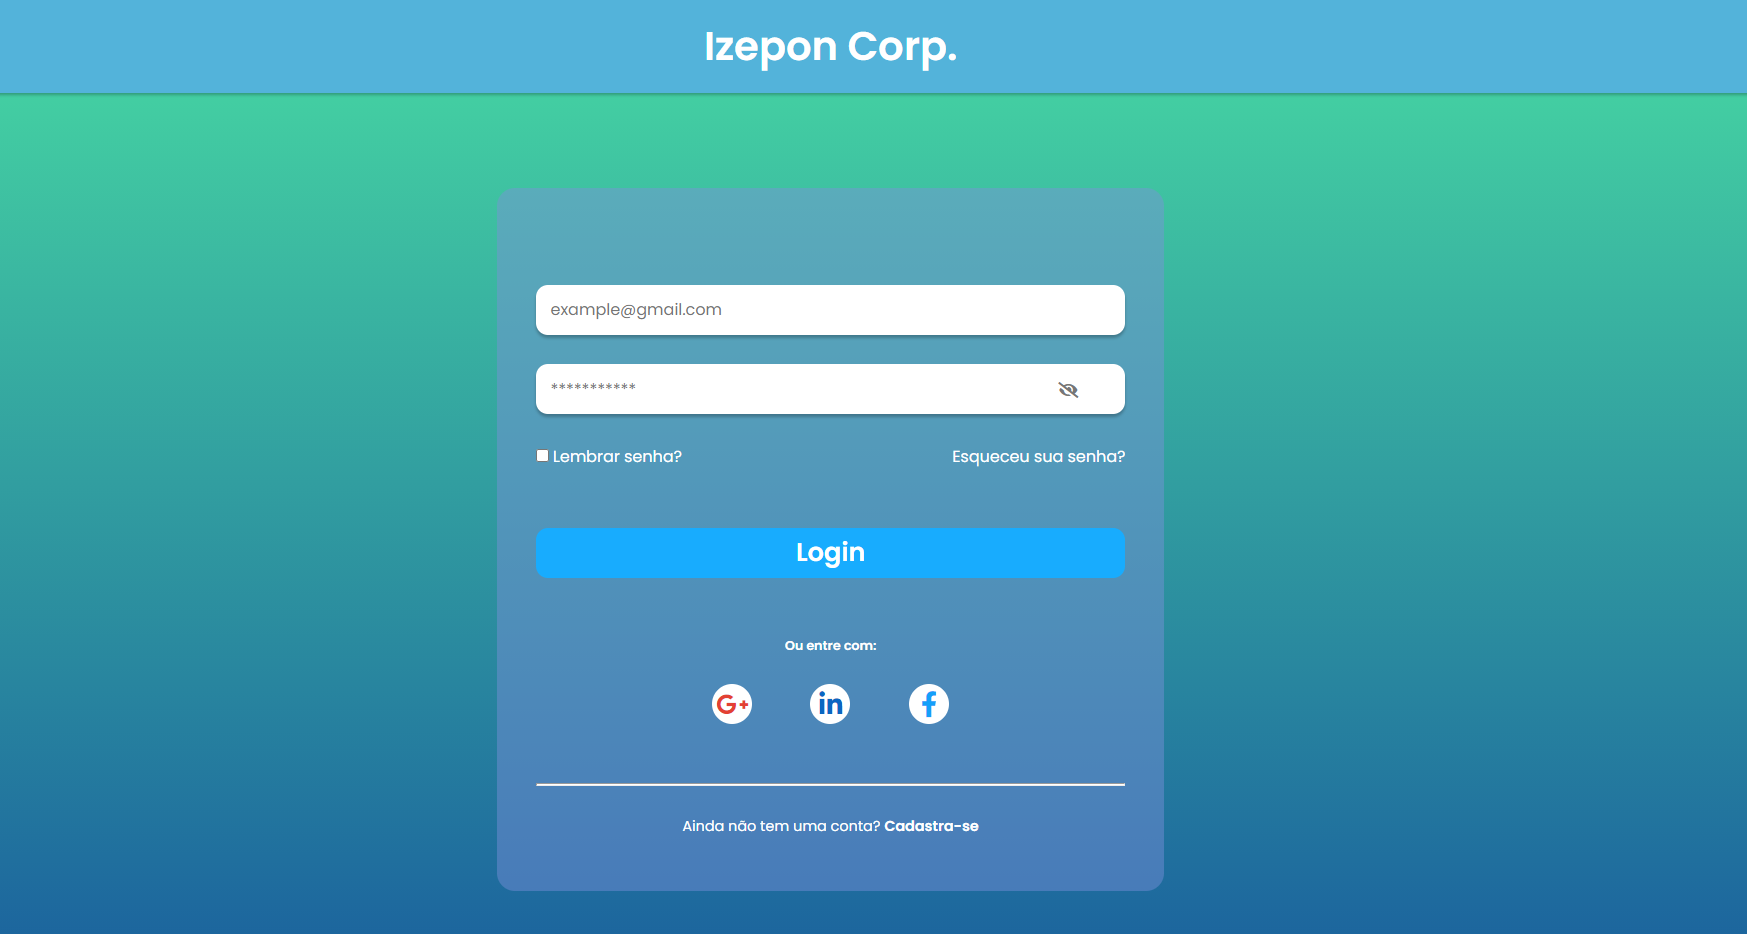 Izepon Corp.
example@gmail.com
***********
Lembrar senha? Esqueceu sua senha?
Login
Ou entre com:
G+ in f
Ainda não tem uma conta? Cadastra-se